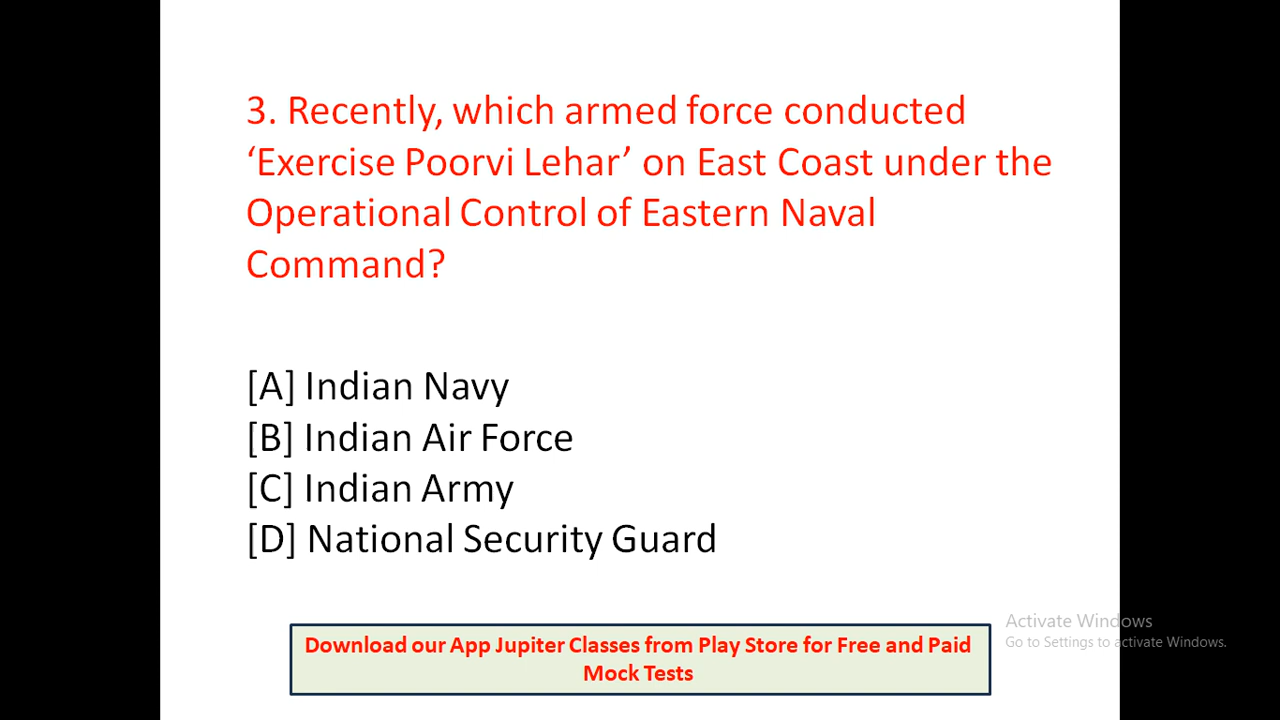 3. Recently, which armed force conducted
‘Exercise Poorvi Lehar’ on East Coast under the
Operational Control of Eastern Naval
Command?
[A] Indian Navy
[B] Indian Air Force
[C] Indian Army
[D] National Security Guard
Download our App Jupiter Classes from Play Store for Free and Paid
Mock Tests
Activate Windows
Go to Settings to activate Windows.